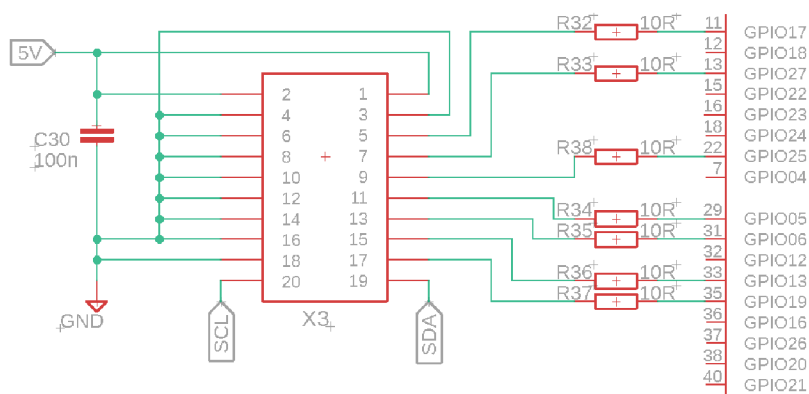 R32 10R 11 GPIO17
5V
12 GPIO18
R33 10R 13 GPIO27
2 1 15 GPIO22
4 3 16 GPIO23
C30 6 5 18 GPIO24
100n 8 7 R38 10R 22 GPIO25
10 9 7 GPIO04
12 11
14 13 R34 10R 29 GPIO05
16 15 R35 10R 31 GPIO06
18 17 32 GPIO12
20 19 R36 10R 33 GPIO13
R37 10R 35 GPIO19
GND SCL X3 SDA 36 GPIO16
37 GPIO26
38 GPIO20
40 GPIO21